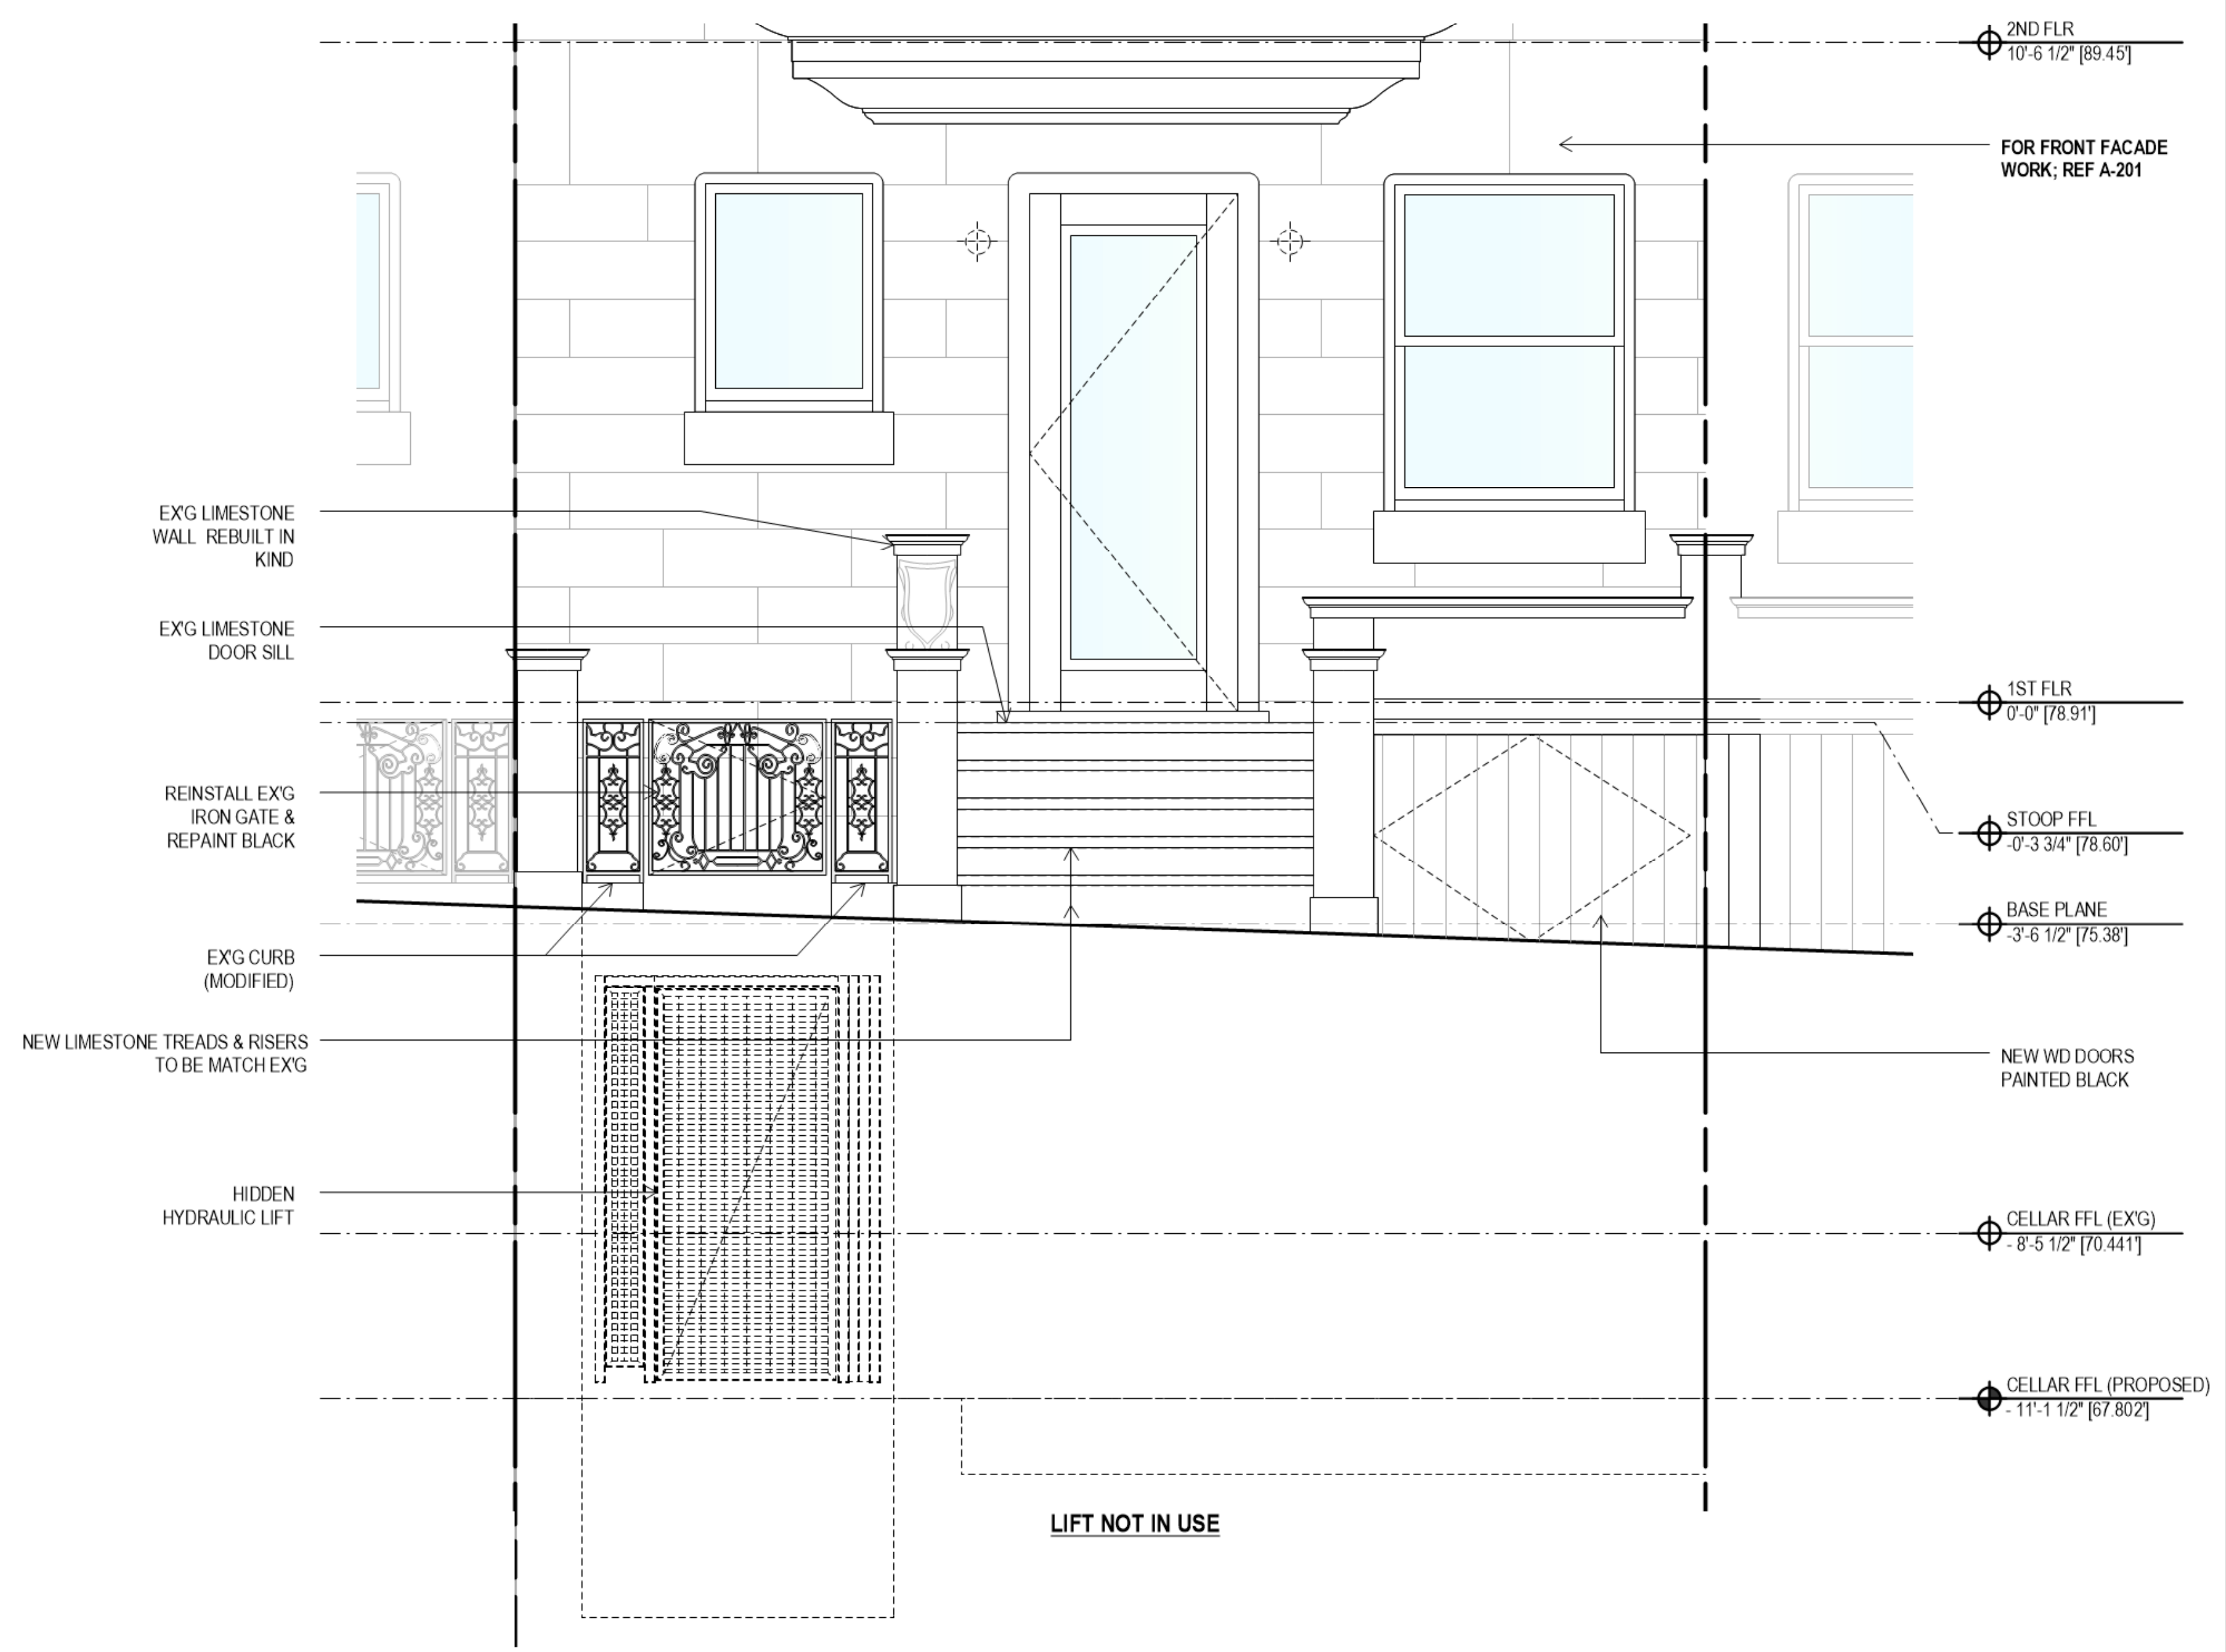 2ND FLR
10'-6 1/2" [89.45']
FOR FRONT FACADE
WORK; REF A-201
EX'G LIMESTONE
WALL REBUILT IN
KIND
EX'G LIMESTONE
DOOR SILL
1ST FLR
0'-0" [78.91']
REINSTALL EX'G
IRON GATE &
REPAINT BLACK
STOOP FFL
-0'-3 3/4" [78.60']
BASE PLANE
-3'-6 1/2" [75.38']
EX'G CURB
(MODIFIED)
NEW LIMESTONE TREADS & RISERS
TO BE MATCH EX'G
NEW WD DOORS
PAINTED BLACK
HIDDEN
HYDRAULIC LIFT
CELLAR FFL (EX'G)
- 8'-5 1/2" [70.441']
CELLAR FFL (PROPOSED)
- 11'-1 1/2" [67.802']
LIFT NOT IN USE